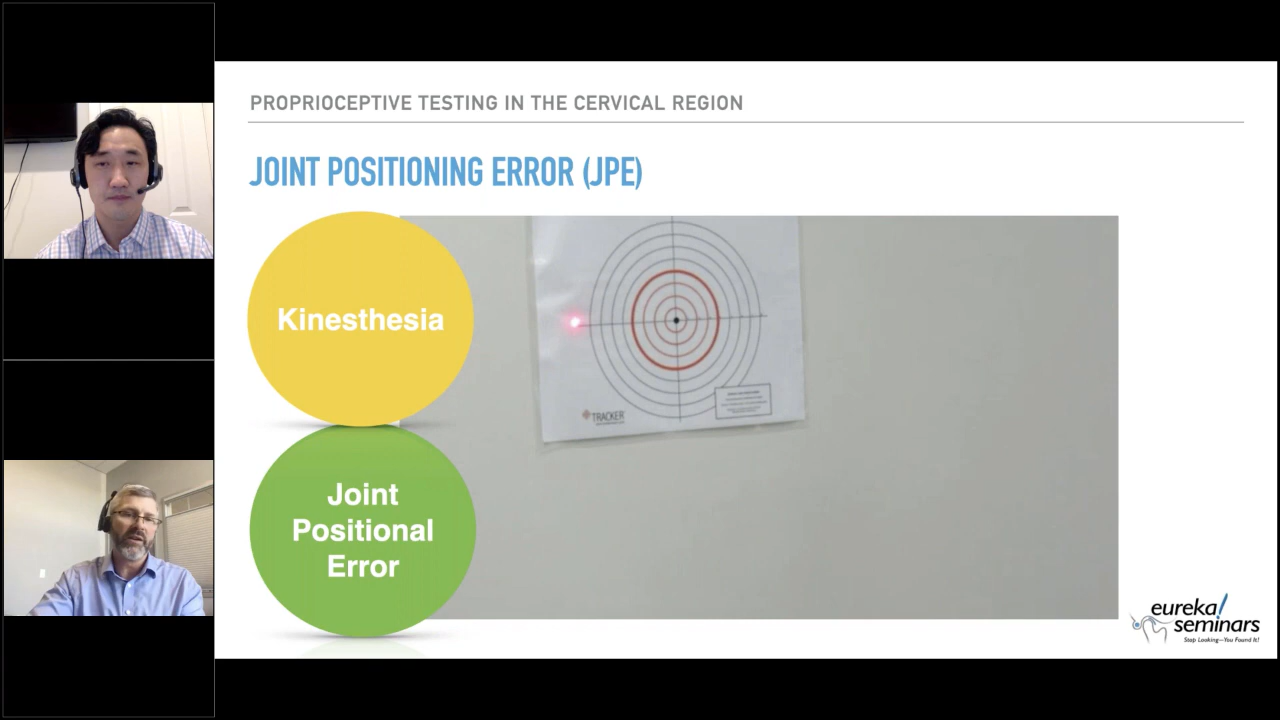 PROPRIOCEPTIVE TESTING IN THE CERVICAL REGION
JOINT POSITIONING ERROR (JPE)
Kinesthesia
Joint
Positional
Error
TRACKER
eureka!
seminars
Stop Looking—You Found It!